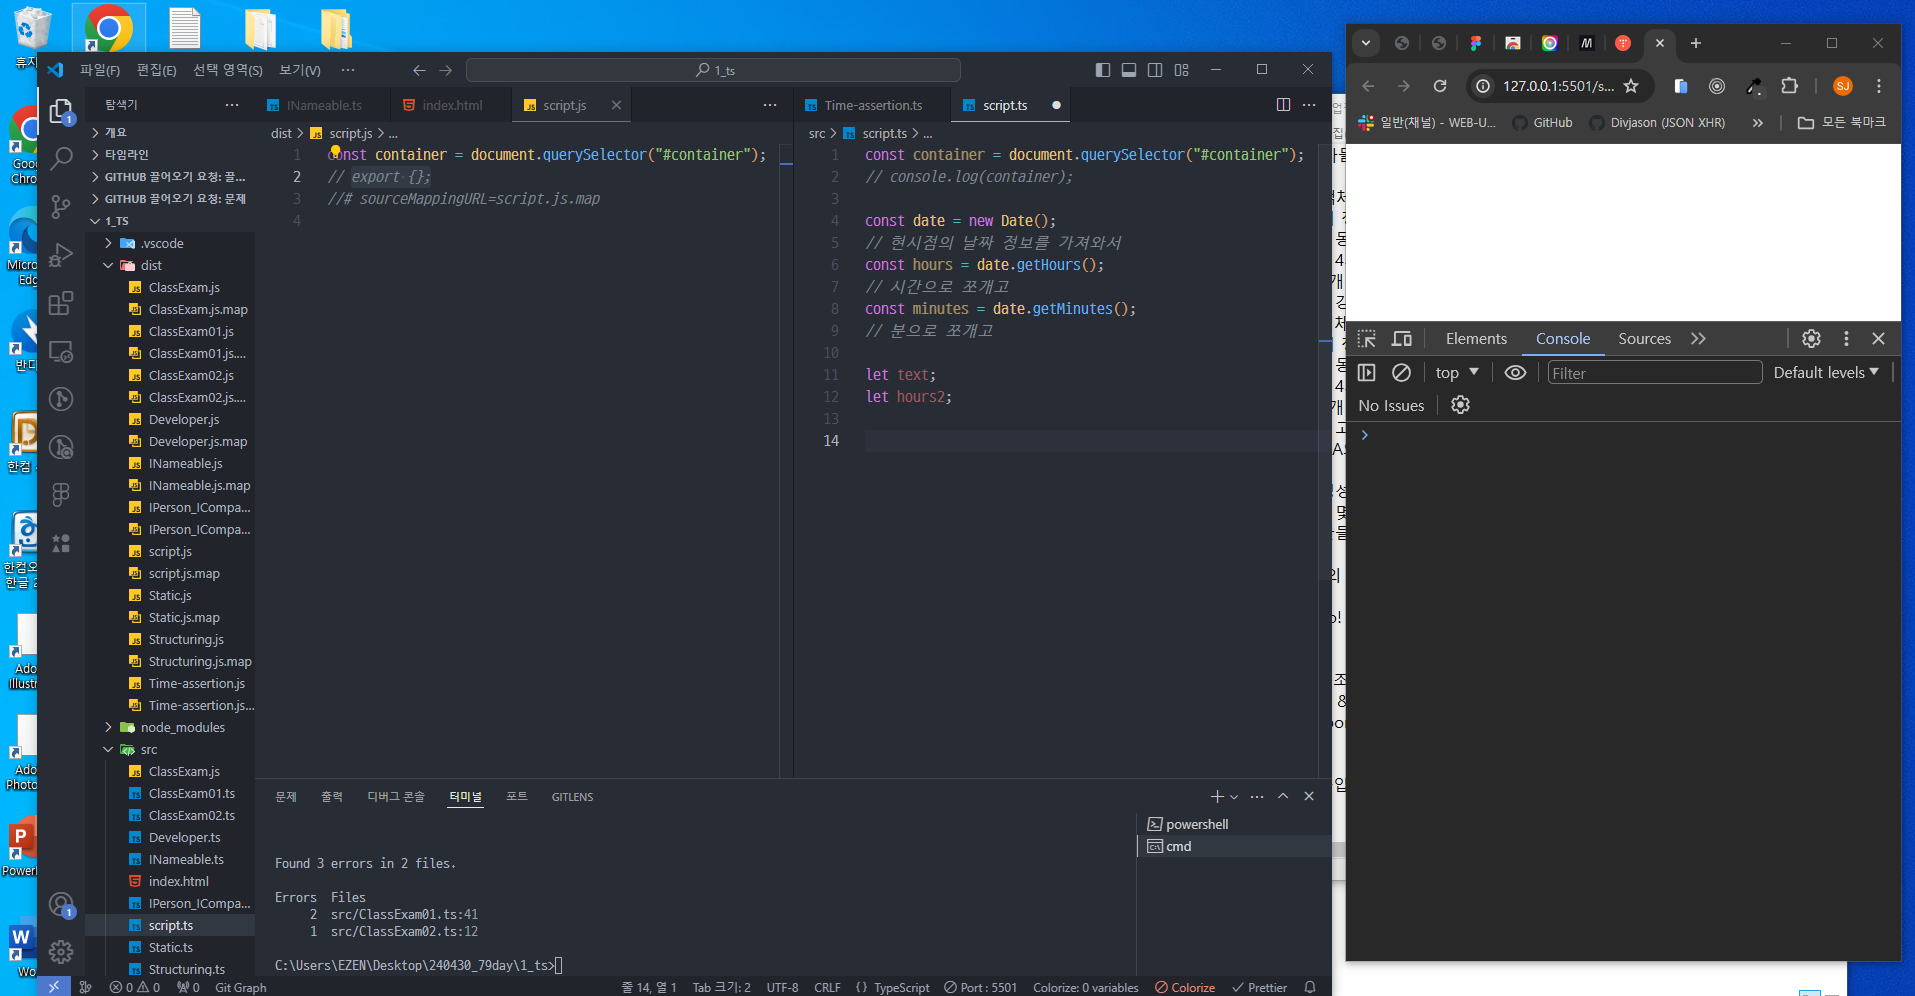 파일(F) 편집(E) 선택 영역(S) 보기(V) ···
1_ts
탐색기 ···
개요
타임라인
GITHUB 끌어오기 요청: 끌...
GITHUB 끌어오기 요청: 문제
1_TS
.vscode
dist
ClassExam.js
ClassExam.js.map
ClassExam01.js
ClassExam01.js....
ClassExam02.js
ClassExam02.js....
Developer.js
Developer.js.map
INameable.js
INameable.js.map
IPerson_ICompa...
IPerson_ICompa...
script.js
script.js.map
Static.js
Static.js.map
Structuring.js
Structuring.js.map
Time-assertion.js
Time-assertion.js...
node_modules
src
ClassExam.js
ClassExam01.ts
ClassExam02.ts
Developer.ts
INameable.ts
index.html
IPerson_ICompa...
script.ts
Static.ts
Structuring.ts
INameable.ts index.html script.js
dist > script.js > ...
1 const container = document.querySelector("#container");
2 // export {};
3 //# sourceMappingURL=script.js.map
4
Time-assertion.ts script.ts
src > script.ts > ...
1 const container = document.querySelector("#container");
2 // console.log(container);
3
4 const date = new Date();
5 // 현시점의 날짜 정보를 가져와서
6 const hours = date.getHours();
7 // 시간으로 쪼개고
8 const minutes = date.getMinutes();
9 // 분으로 쪼개고
10
11 let text;
12 let hours2;
13
14
문제 출력 디버그 콘솔 터미널 포트 GITLENS
Found 3 errors in 2 files.
Errors Files
2 src/ClassExam01.ts:41
1 src/ClassExam02.ts:12
C:\Users\EZEN\Desktop\240430_79day\1_ts>
powershell
cmd
0 0 0 Git Graph 줄 14, 열 1 Tab 크기: 2 UTF-8 CRLF {} TypeScript Port : 5501 Colorize: 0 variables Colorize Prettier
127.0.0.1:5501/s...
SJ
일반(채널) - WEB-U... GitHub Divjason (JSON XHR) » 모든 북마크
Elements Console Sources
top Filter Default levels
No Issues